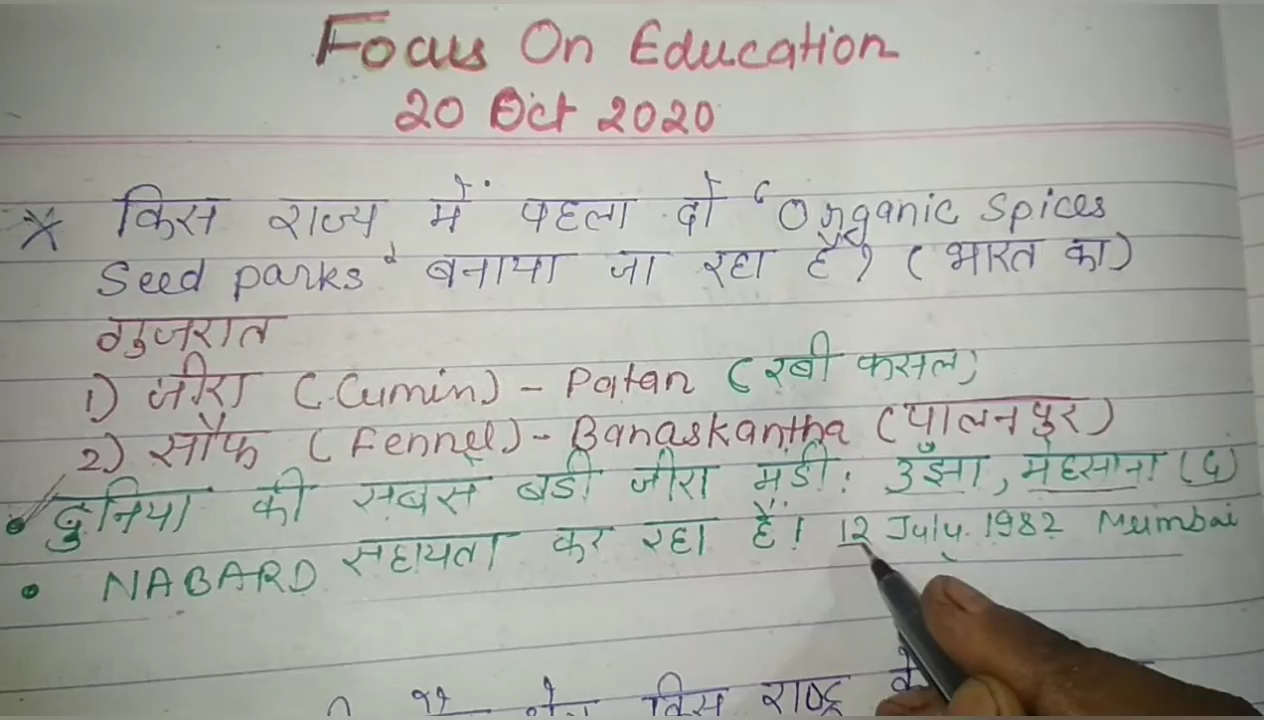 Focus On Education
20 Oct 2020
* किस राज्य में पहला दो "Organic Spices
Seed parks" बनाया जा रहा है? (भारत का)
गुजरात
1) जीरा (Cumin) - Patan (रबी फसल)
2) सौंफ (Fennel) - Banaskantha (पालनपुर)
• दुनिया की सबसे बडी जीरा मंडी: उँझा, मेहसाना (G)
• NABARD सहायता कर रहा है। 12 July 1982 Mumbai
किस राष्ट्र के